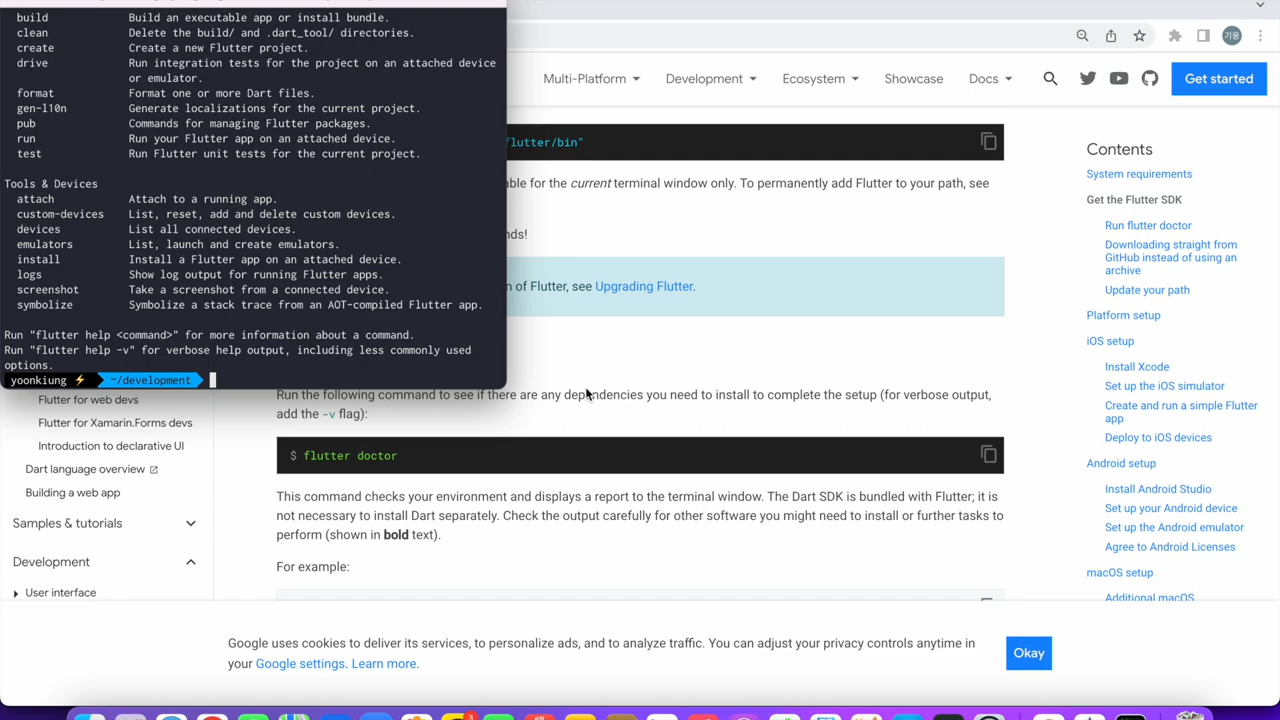 build Build an executable app or install bundle.
clean Delete the build/ and .dart_tool/ directories.
create Create a new Flutter project.
drive Run integration tests for the project on an attached device
or emulator.
format Format one or more Dart files.
gen-l10n Generate localizations for the current project.
pub Commands for managing Flutter packages.
run Run your Flutter app on an attached device.
test Run Flutter unit tests for the current project.
Tools & Devices
attach Attach to a running app.
custom-devices List, reset, add and delete custom devices.
devices List all connected devices.
emulators List, launch and create emulators.
install Install a Flutter app on an attached device.
logs Show log output for running Flutter apps.
screenshot Take a screenshot from a connected device.
symbolize Symbolize a stack trace from an AOT-compiled Flutter app.
Run "flutter help <command>" for more information about a command.
Run "flutter help -v" for verbose help output, including less commonly used
options.
yoonkiung ⚡ ~/development
기웅
Multi-Platform Development Ecosystem Showcase Docs Get started
flutter/bin"
able for the current terminal window only. To permanently add Flutter to your path, see
nds!
n of Flutter, see Upgrading Flutter.
Run the following command to see if there are any dependencies you need to install to complete the setup (for verbose output,
add the -v flag):
$ flutter doctor
This command checks your environment and displays a report to the terminal window. The Dart SDK is bundled with Flutter; it is
not necessary to install Dart separately. Check the output carefully for other software you might need to install or further tasks to
perform (shown in bold text).
For example:
Flutter for web devs
Flutter for Xamarin.Forms devs
Introduction to declarative UI
Dart language overview
Building a web app
Samples & tutorials
Development
User interface
Contents
System requirements
Get the Flutter SDK
Run flutter doctor
Downloading straight from
GitHub instead of using an
archive
Update your path
Platform setup
iOS setup
Install Xcode
Set up the iOS simulator
Create and run a simple Flutter
app
Deploy to iOS devices
Android setup
Install Android Studio
Set up your Android device
Set up the Android emulator
Agree to Android Licenses
macOS setup
Additional macOS
Google uses cookies to deliver its services, to personalize ads, and to analyze traffic. You can adjust your privacy controls anytime in
your Google settings. Learn more.
Okay
3